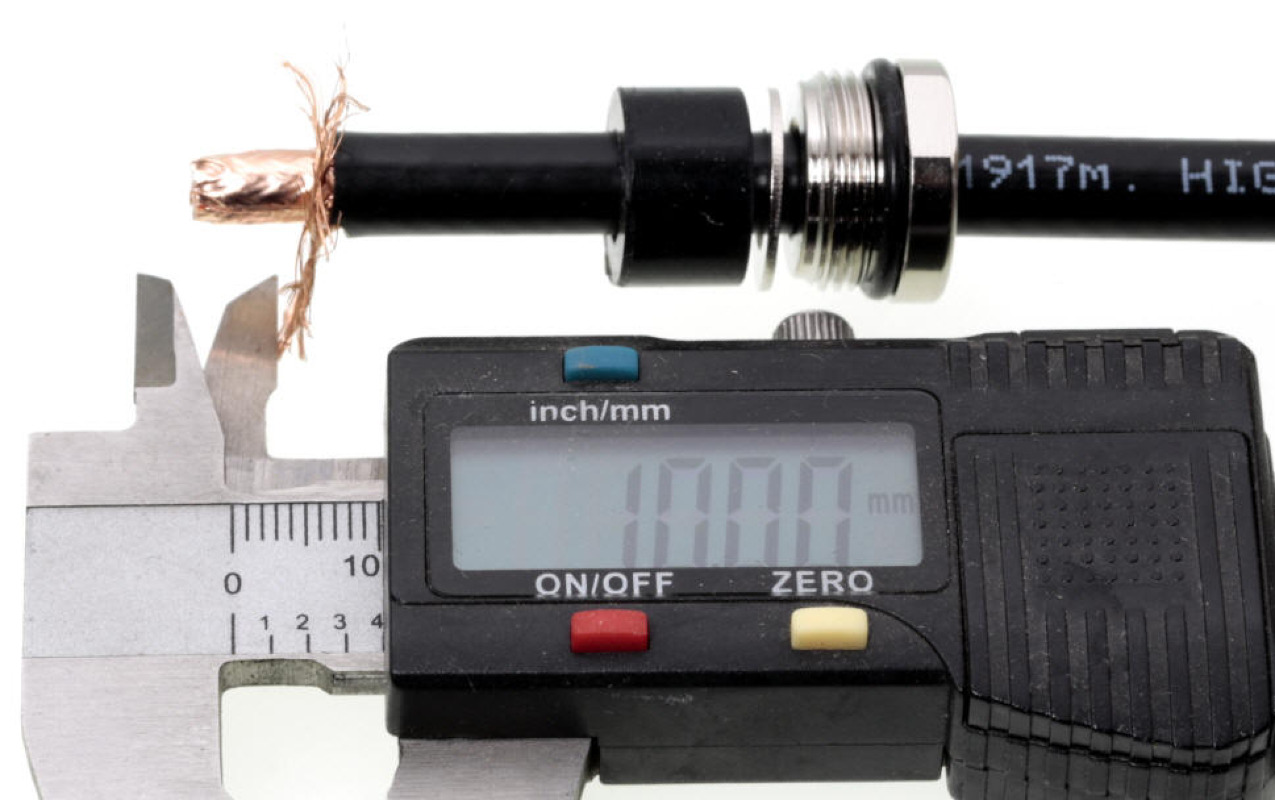 1917m. HIG
inch/mm
10.00 mm
ON/OFF ZERO
0 10
1 2 3 4